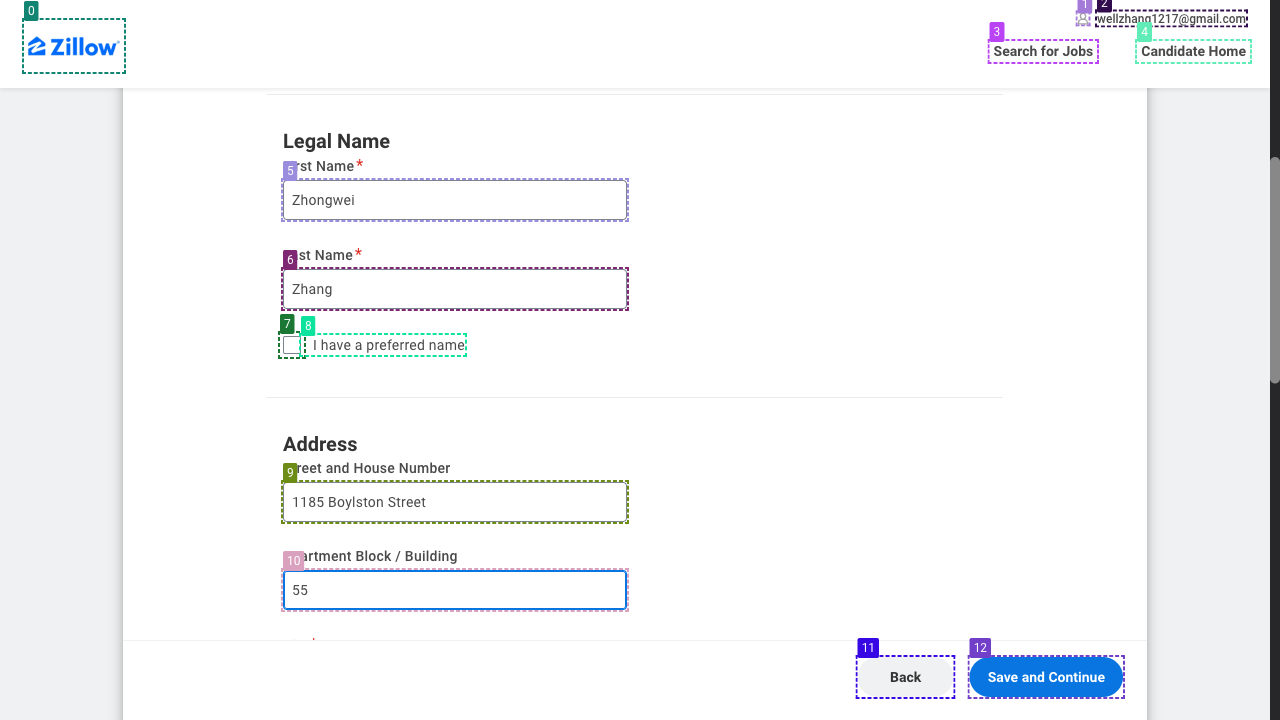 0
Zillow
1
2
wellzhang1217@gmail.com
3
Search for Jobs
4
Candidate Home
Legal Name
5
rst Name*
Zhongwei
6
st Name*
Zhang
7
8
I have a preferred name
Address
9
reet and House Number
1185 Boylston Street
10
artment Block / Building
55
11
Back
12
Save and Continue